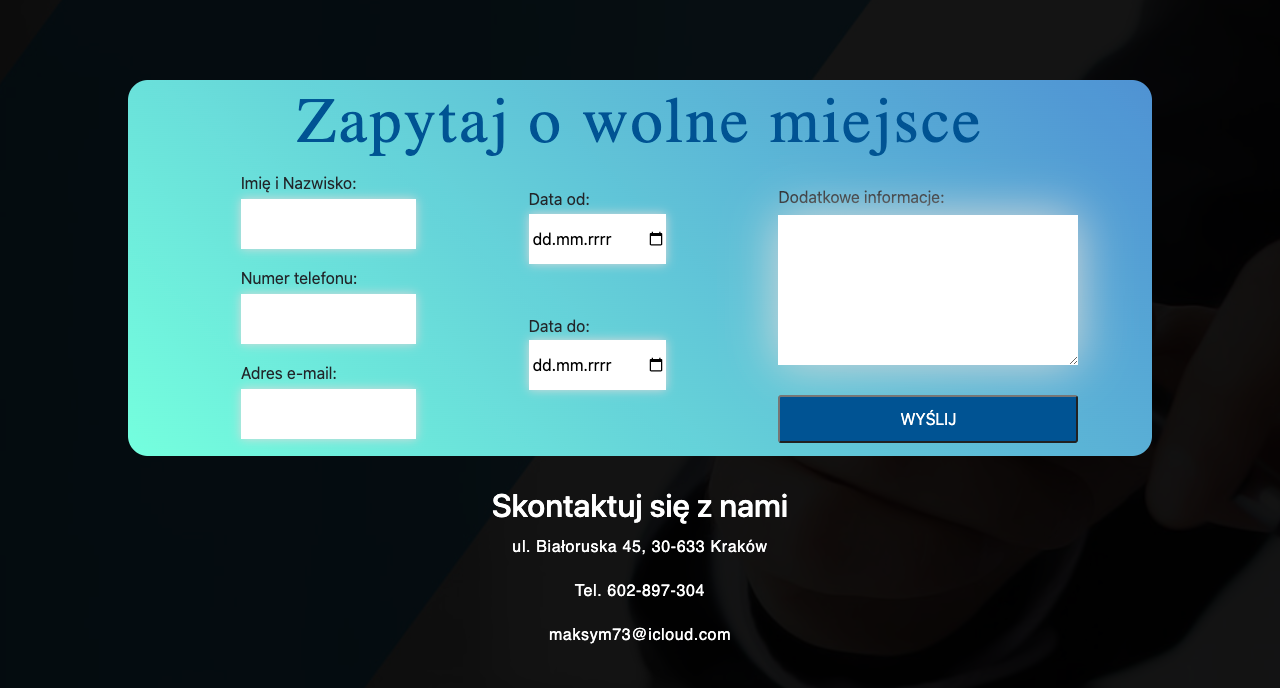 Zapytaj o wolne miejsce
Imię i Nazwisko:
Numer telefonu:
Adres e-mail:
Data od:
dd.mm.rrrr
Data do:
dd.mm.rrrr
Dodatkowe informacje:
WYŚLIJ
Skontaktuj się z nami
ul. Białoruska 45, 30-633 Kraków
Tel. 602-897-304
maksym73@icloud.com